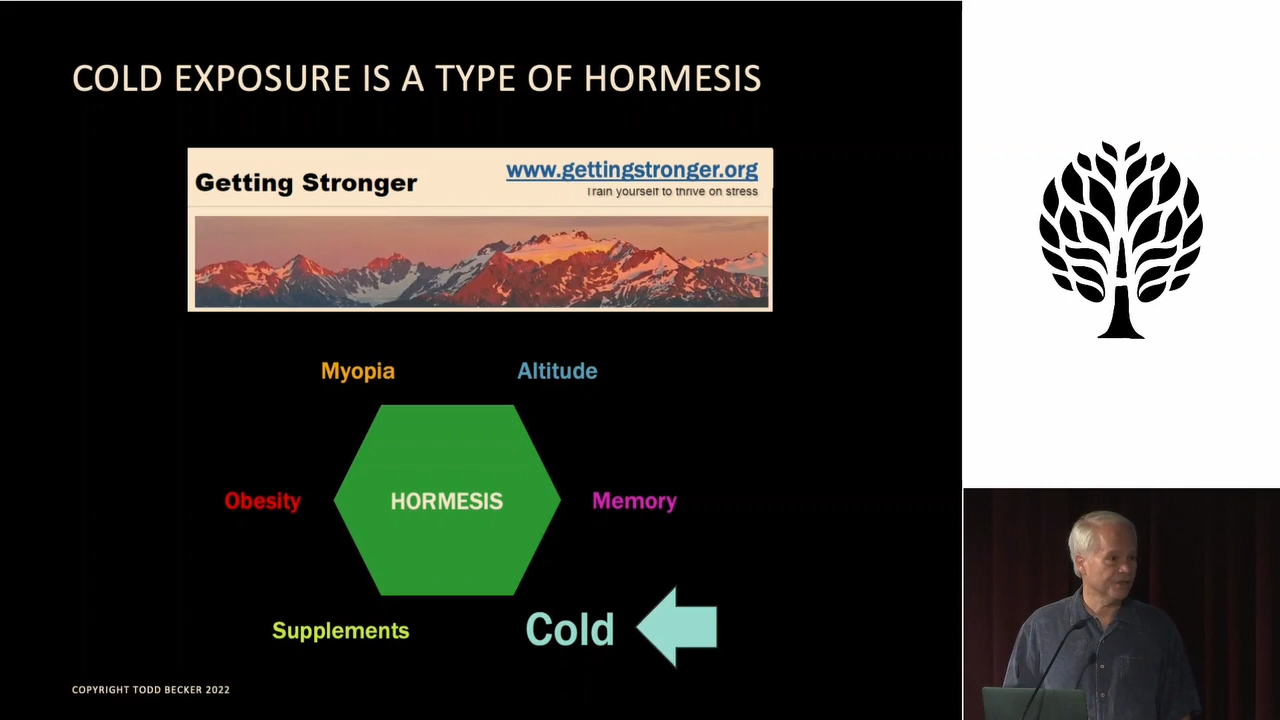 COLD EXPOSURE IS A TYPE OF HORMESIS
Getting Stronger
www.gettingstronger.org
Train yourself to thrive on stress
Myopia
Altitude
Obesity
HORMESIS
Memory
Supplements
Cold
COPYRIGHT TODD BECKER 2022